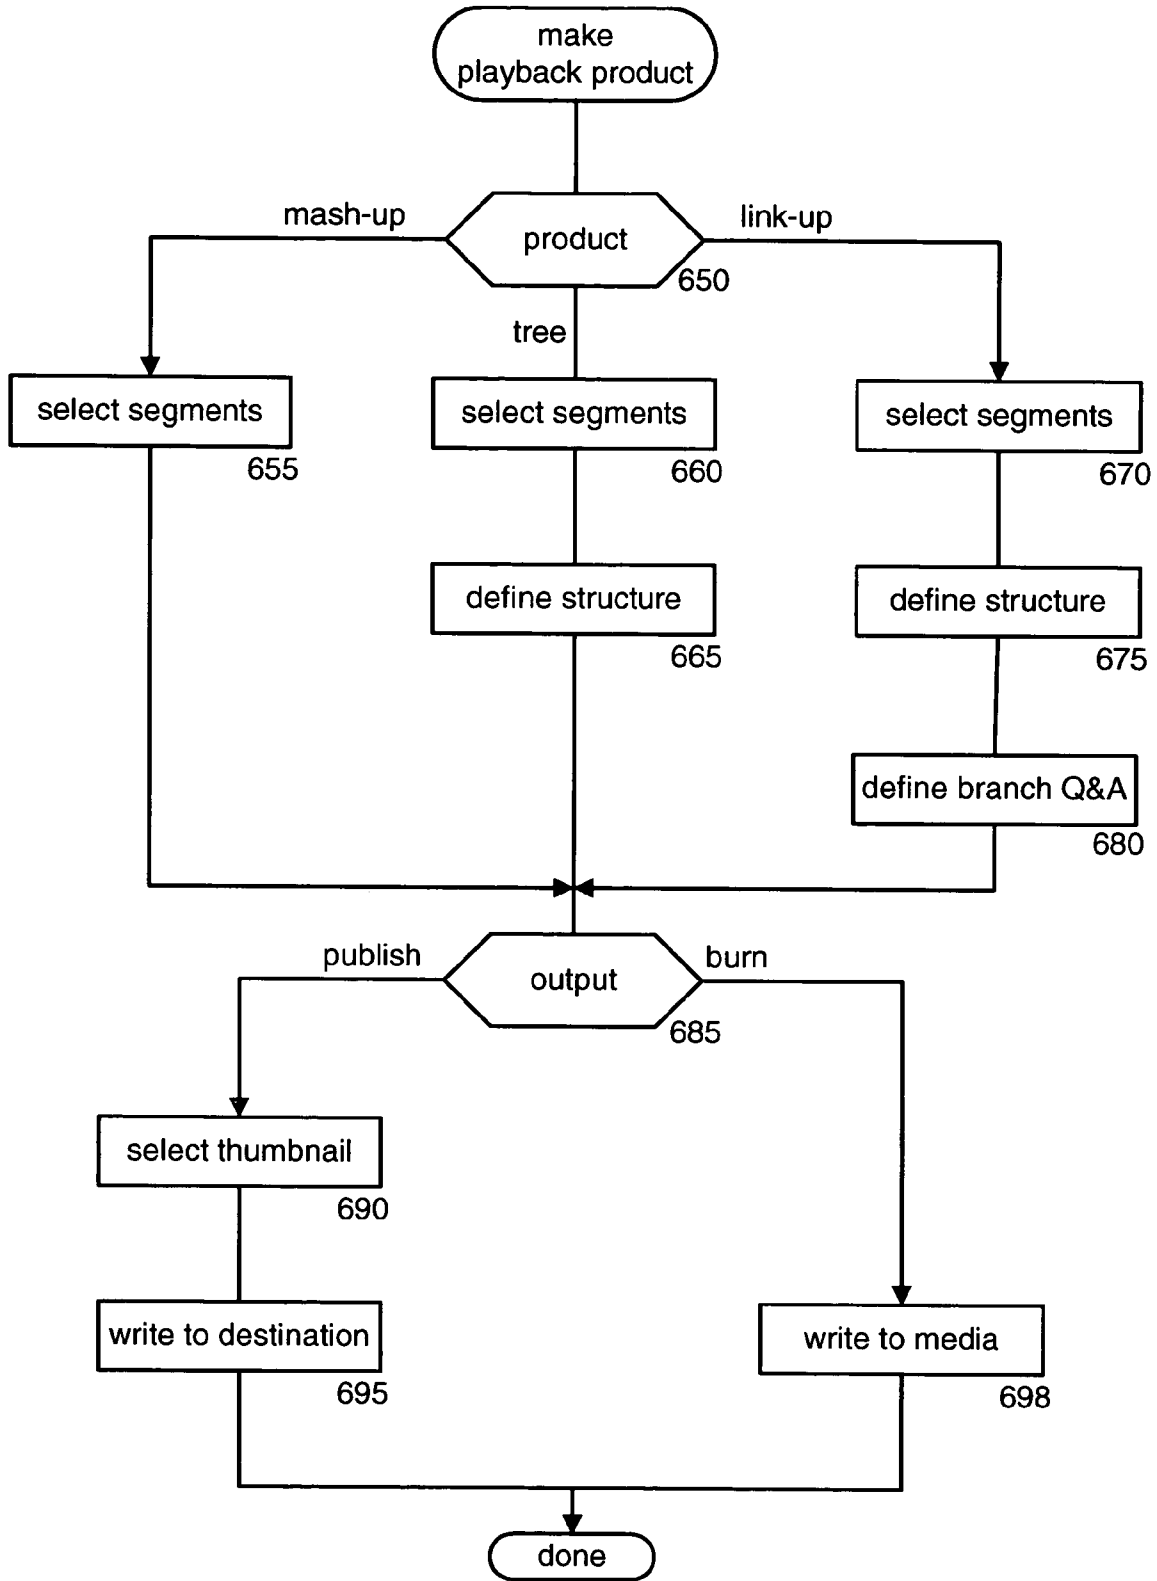 make
playback product
mash-up
product
link-up
650
tree
select segments
655
select segments
660
select segments
670
define structure
665
define structure
675
define branch Q&A
680
publish
output
burn
685
select thumbnail
690
write to destination
695
write to media
698
done